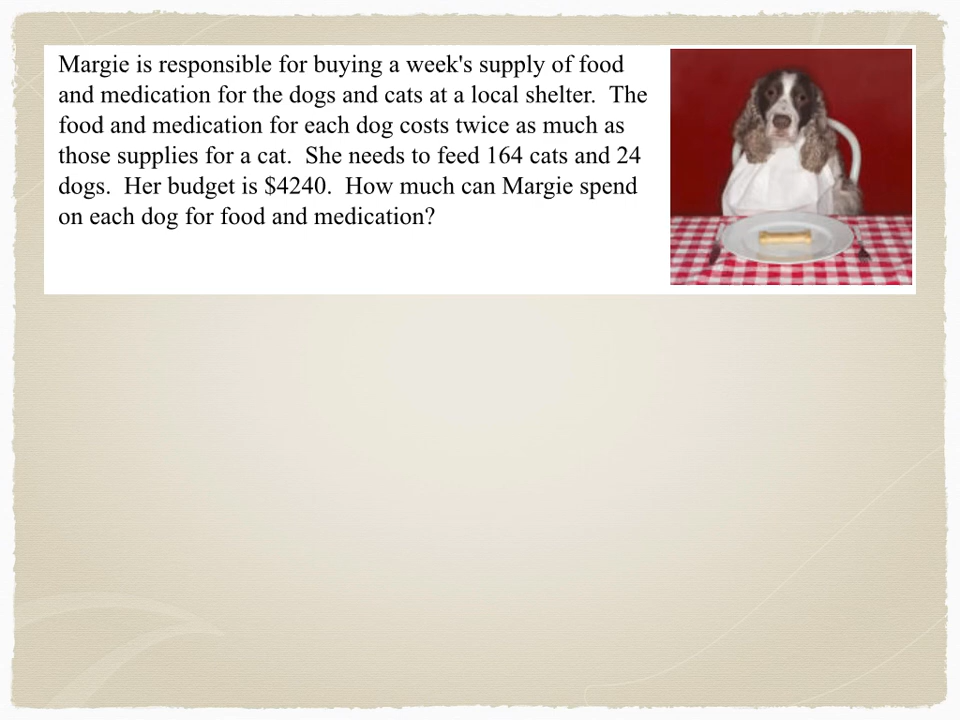 Margie is responsible for buying a week's supply of food
and medication for the dogs and cats at a local shelter.  The
food and medication for each dog costs twice as much as
those supplies for a cat.  She needs to feed 164 cats and 24
dogs.  Her budget is $4240.  How much can Margie spend
on each dog for food and medication?